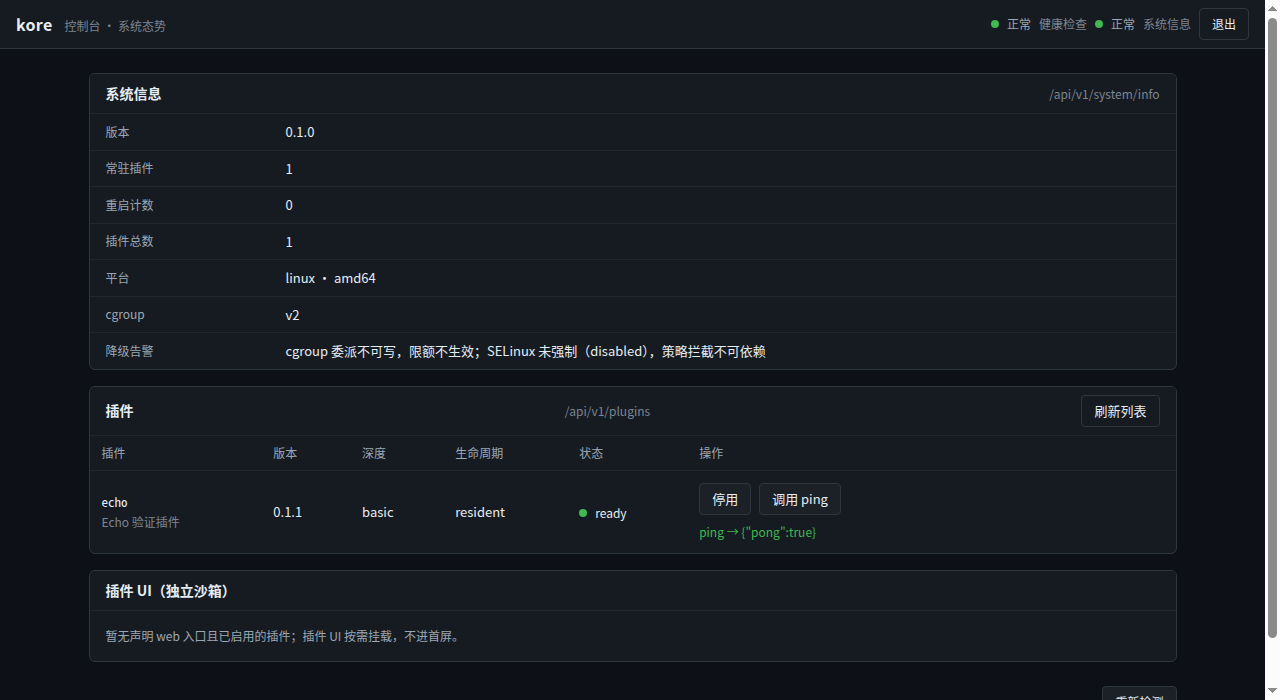 kore 控制台 · 系统态势 正常 健康检查 正常 系统信息 退出
系统信息 /api/v1/system/info
版本 0.1.0
常驻插件 1
重启计数 0
插件总数 1
平台 linux · amd64
cgroup v2
降级告警 cgroup 委派不可写，限额不生效；SELinux 未强制（disabled），策略拦截不可依赖
插件 /api/v1/plugins 刷新列表
插件 版本 深度 生命周期 状态 操作
echo 0.1.1 basic resident ready 停用 调用 ping
Echo 验证插件 ping → {"pong":true}
插件 UI（独立沙箱）
暂无声明 web 入口且已启用的插件；插件 UI 按需挂载，不进首屏。
重新检测